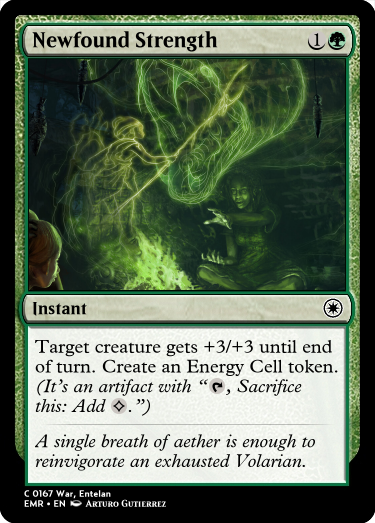 Newfound Strength 1
Instant
Target creature gets +3/+3 until end
of turn. Create an Energy Cell token.
(It's an artifact with “, Sacrifice
this: Add .”)
A single breath of aether is enough to
reinvigorate an exhausted Volarian.
C 0167 War, Entelan
EMR • EN Arturo Gutierrez